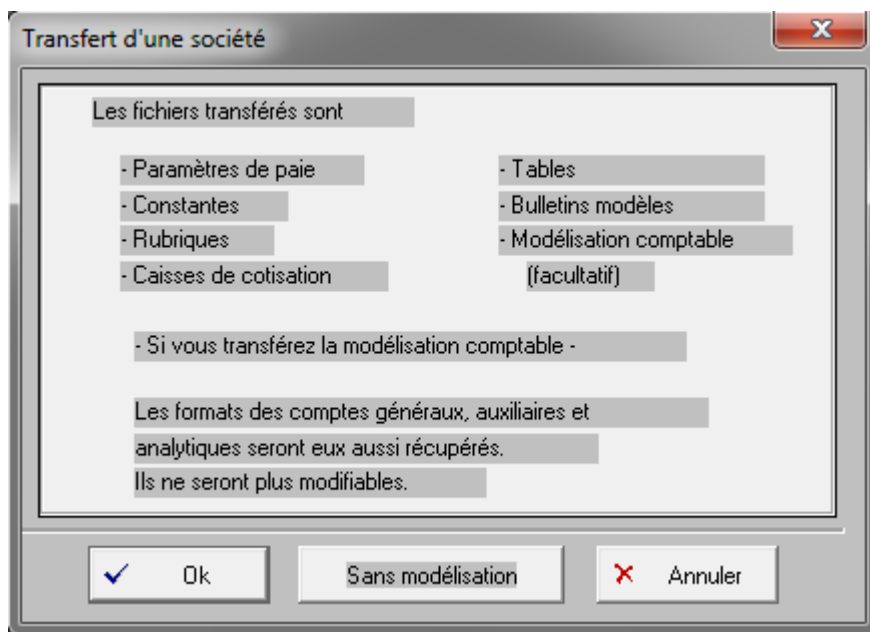 Transfert d'une société
Les fichiers transférés sont
- Paramètres de paie
- Constantes
- Rubriques
- Caisses de cotisation
- Tables
- Bulletins modèles
- Modélisation comptable
(facultatif)
- Si vous transférez la modélisation comptable -
Les formats des comptes généraux, auxiliaires et
analytiques seront eux aussi récupérés.
Ils ne seront plus modifiables.
Ok
Sans modélisation
Annuler